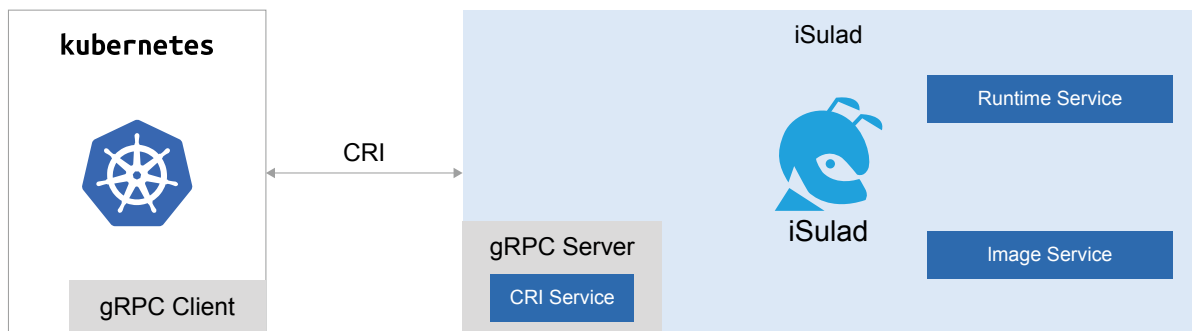 kubernetes
gRPC Client
CRI
iSulad
iSulad
Runtime Service
Image Service
gRPC Server
CRI Service